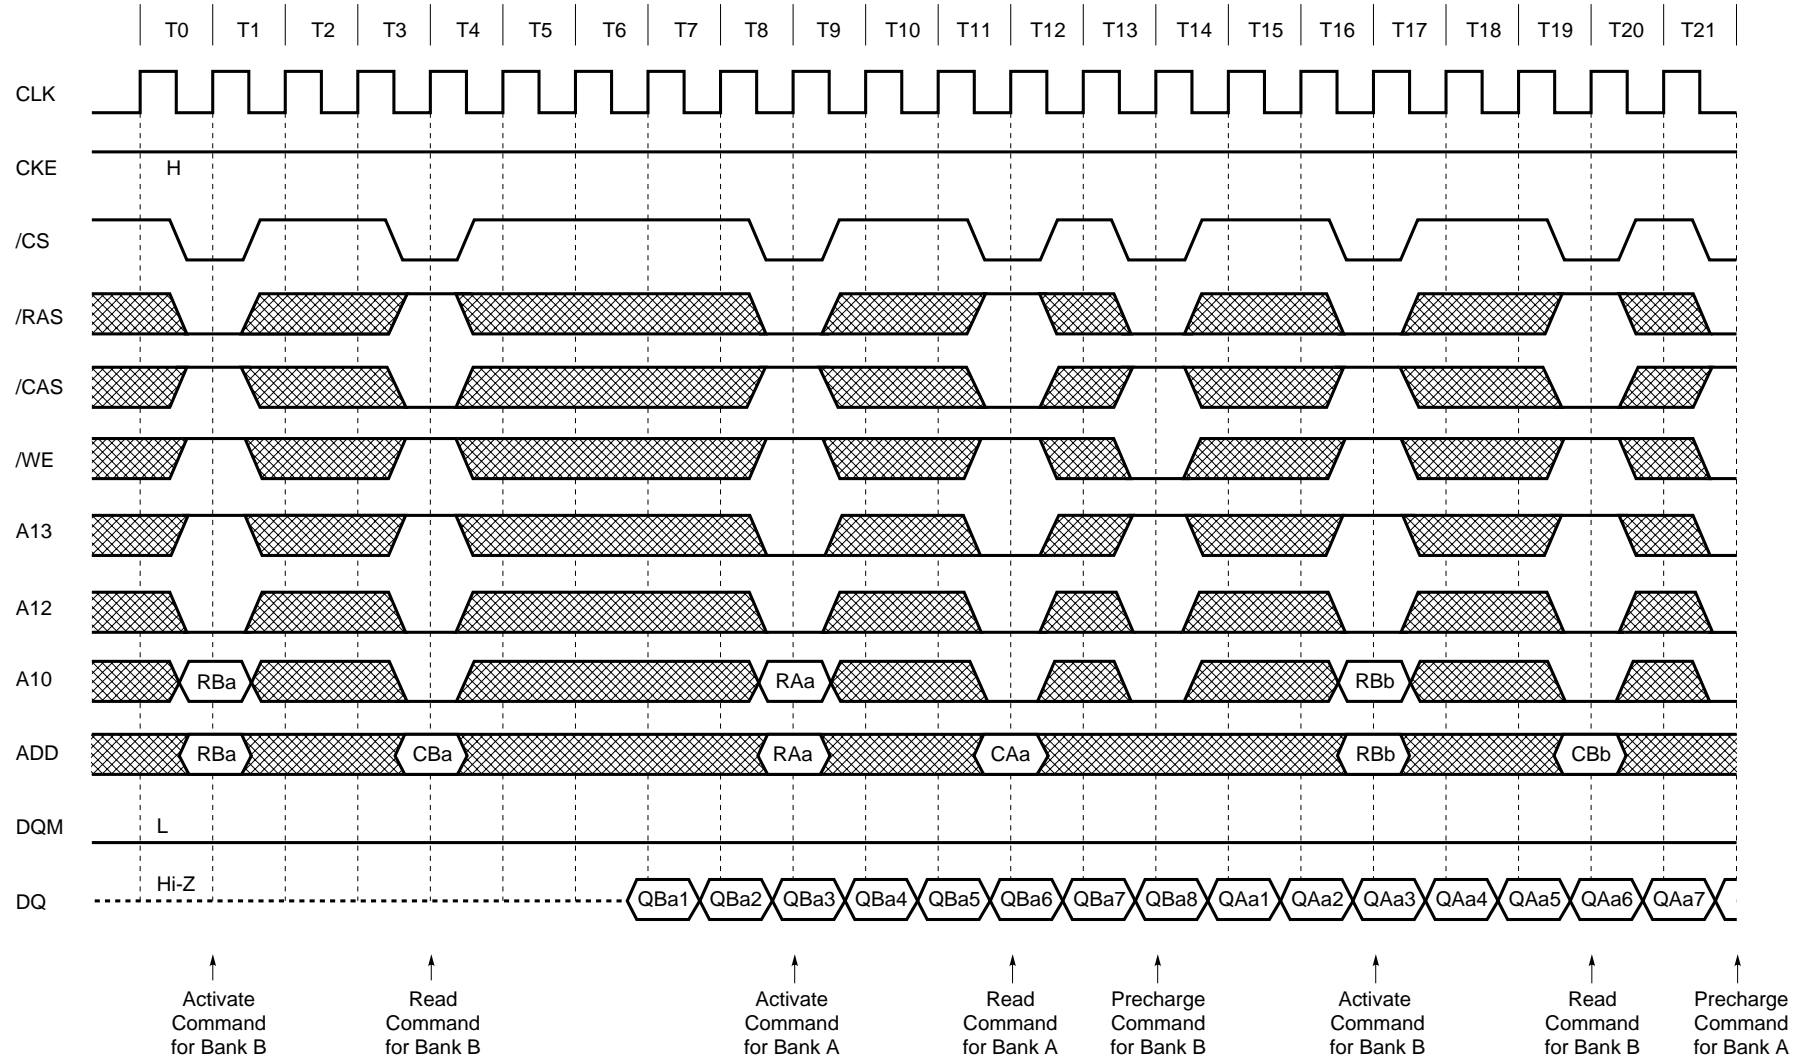 T0 T1 T2 T3 T4 T5 T6 T7 T8 T9 T10 T11 T12 T13 T14 T15 T16 T17 T18 T19 T20 T21
CLK
CKE H
/CS
/RAS
/CAS
/WE
A13
A12
A10 RBa RAa RBb
ADD RBa CBa RAa CAa RBb CBb
DQM L
DQ Hi-Z QBa1 QBa2 QBa3 QBa4 QBa5 QBa6 QBa7 QBa8 QAa1 QAa2 QAa3 QAa4 QAa5 QAa6 QAa7
Activate
Command
for Bank B
Read
Command
for Bank B
Activate
Command
for Bank A
Read
Command
for Bank A
Precharge
Command
for Bank B
Activate
Command
for Bank B
Read
Command
for Bank B
Precharge
Command
for Bank A